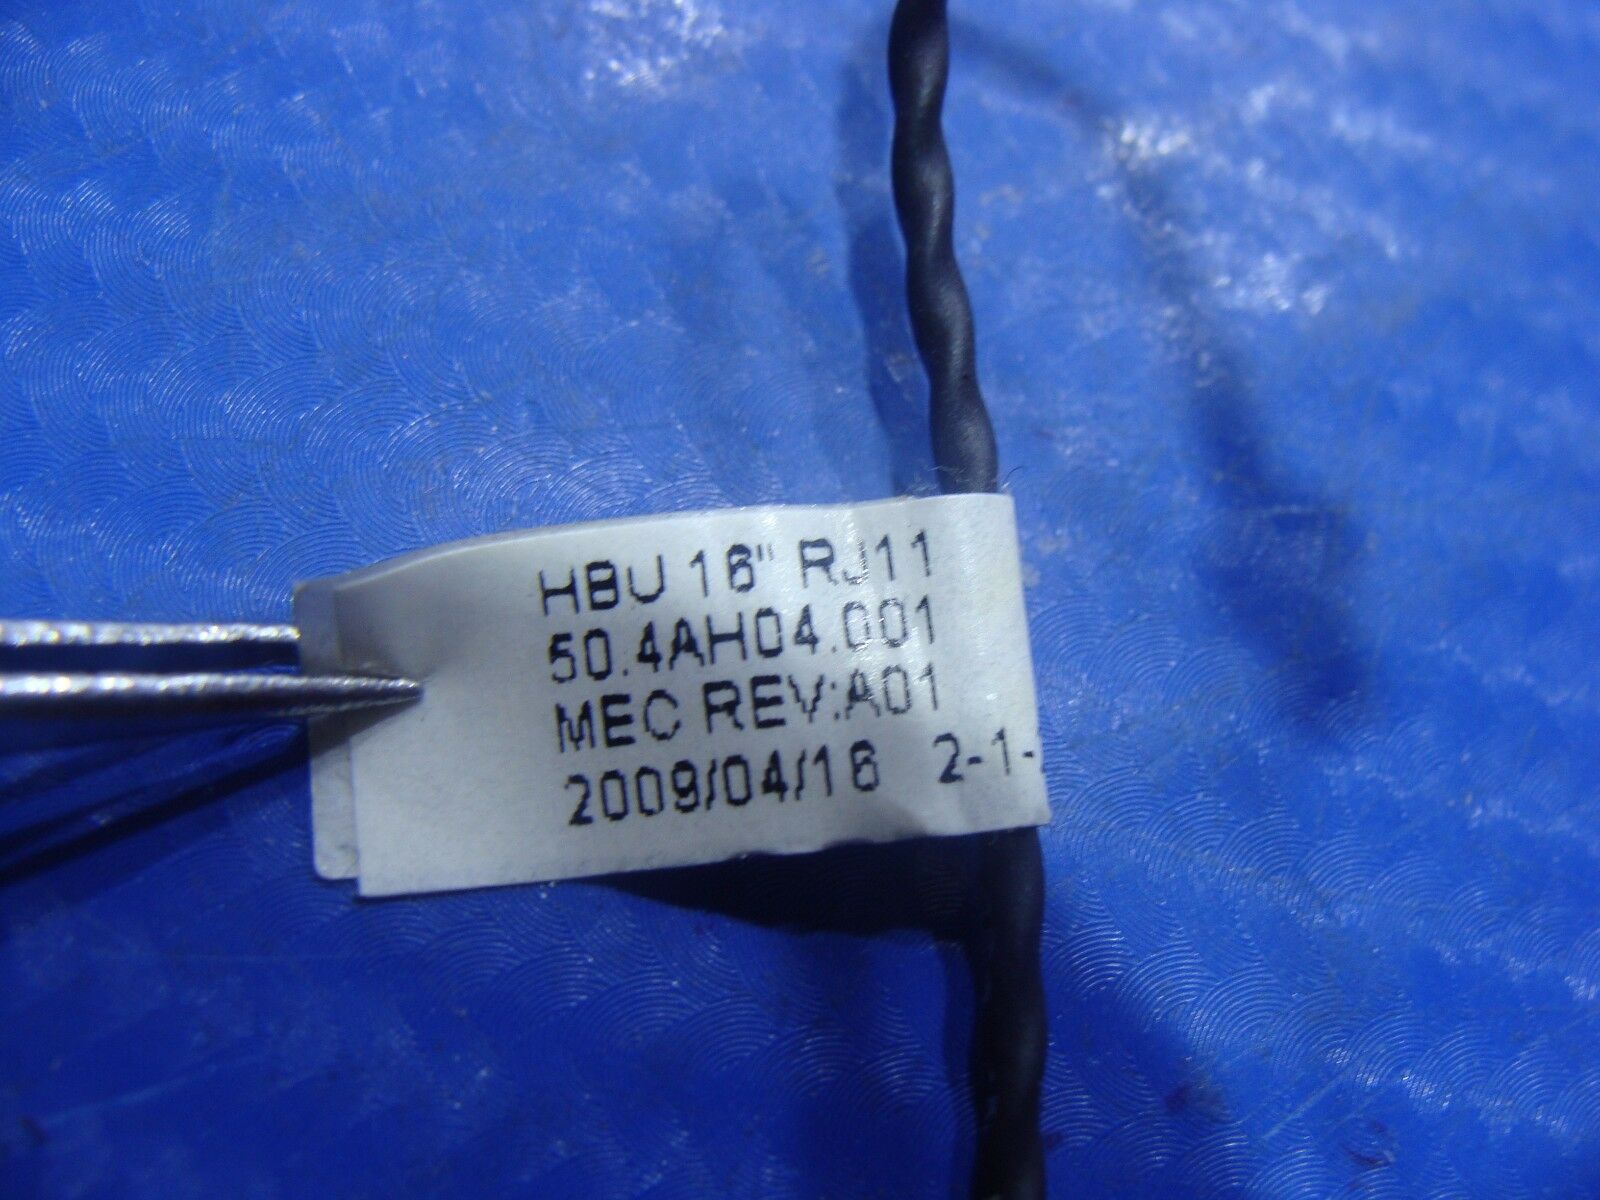 HBU 16" RJ11
50.4AH04.001
MEC REV:A01
2009/04/16 2-1-